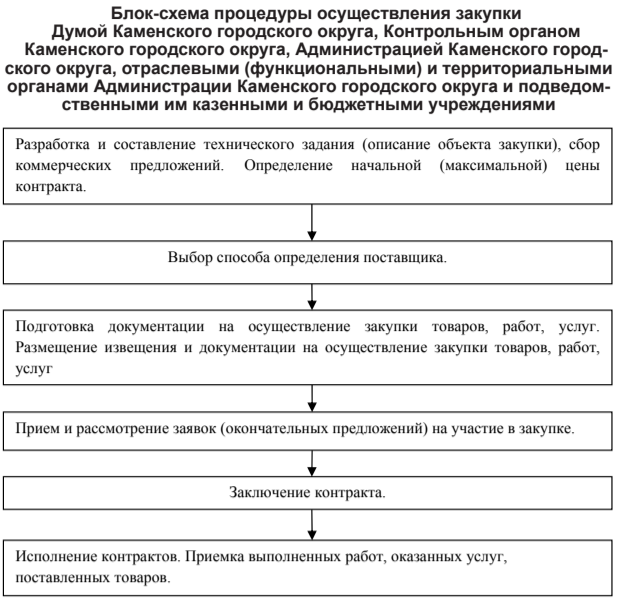 Блок-схема процедуры осуществления закупки
Думой Каменского городского округа, Контрольным органом
Каменского городского округа, Администрацией Каменского город-
ского округа, отраслевыми (функциональными) и территориальными
органами Администрации Каменского городского округа и подведом-
ственными им казенными и бюджетными учреждениями
Разработка и составление технического задания (описание объекта закупки), сбор
коммерческих предложений. Определение начальной (максимальной) цены
контракта.
Выбор способа определения поставщика.
Подготовка документации на осуществление закупки товаров, работ, услуг.
Размещение извещения и документации на осуществление закупки товаров, работ,
услуг
Прием и рассмотрение заявок (окончательных предложений) на участие в закупке.
Заключение контракта.
Исполнение контрактов. Приемка выполненных работ, оказанных услуг,
поставленных товаров.